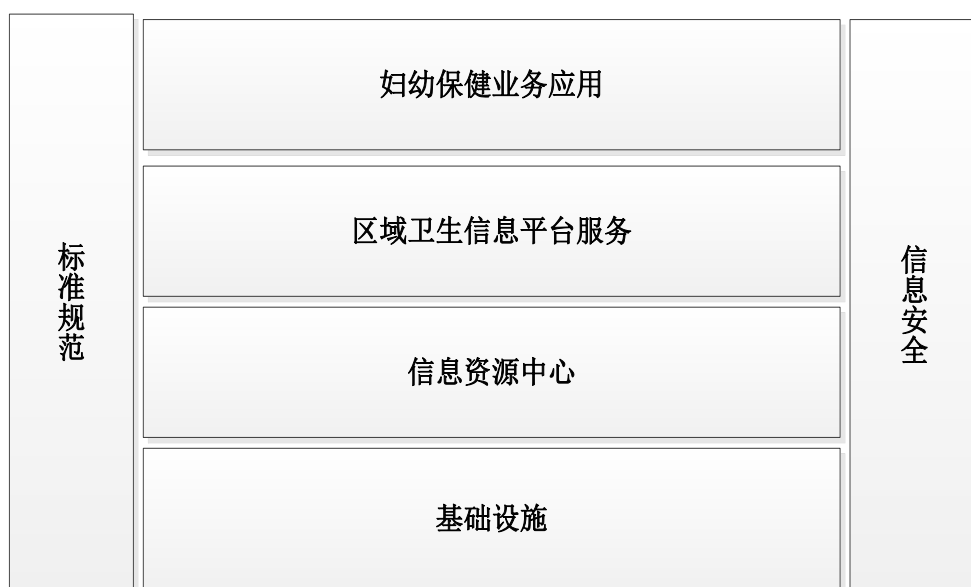 妇幼保健业务应用
区域卫生信息平台服务
标准规范
信息安全
信息资源中心
基础设施